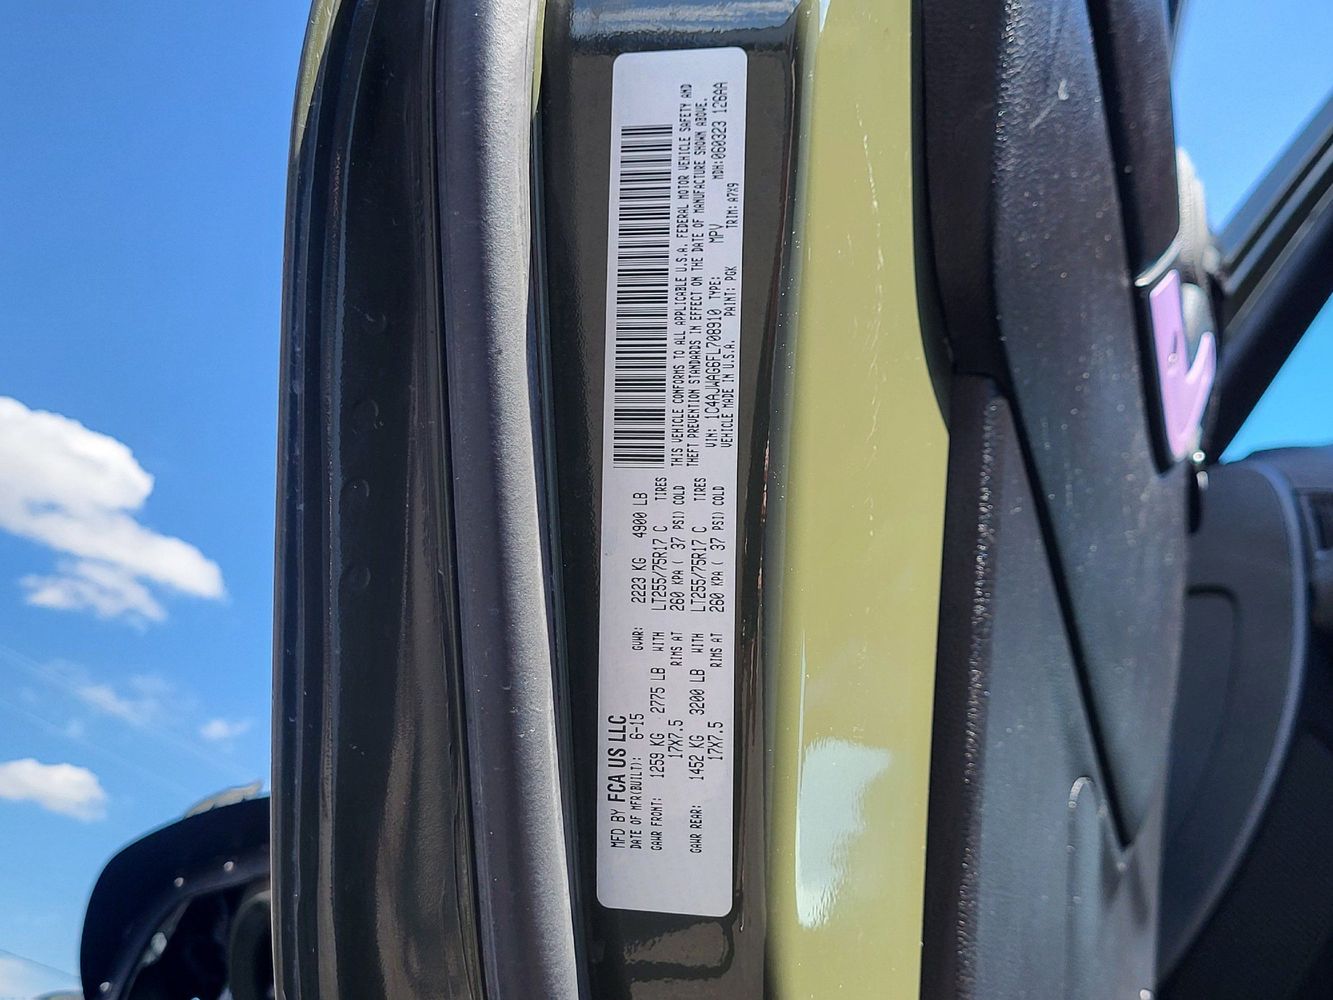 MFD BY FCA US LLC
DATE OF MFR(BUILT): 6-15 GVWR: 2223 KG 4900 LB
GAWR FRONT: 1259 KG 2775 LB WITH LT255/75R17 C TIRES
17X7.5 RIMS AT 260 KPA ( 37 PSI) COLD
GAWR REAR: 1452 KG 3200 LB WITH LT255/75R17 C TIRES
17X7.5 RIMS AT 260 KPA ( 37 PSI) COLD
THIS VEHICLE CONFORMS TO ALL APPLICABLE U.S.A. FEDERAL MOTOR VEHICLE SAFETY AND
THEFT PREVENTION STANDARDS IN EFFECT ON THE DATE OF MANUFACTURE SHOWN ABOVE.
VIN: 1C4AJWAG6FL708910 TYPE: MPV MDH:060323 126AA
VEHICLE MADE IN U.S.A. PAINT: PGK TRIM: A7X9